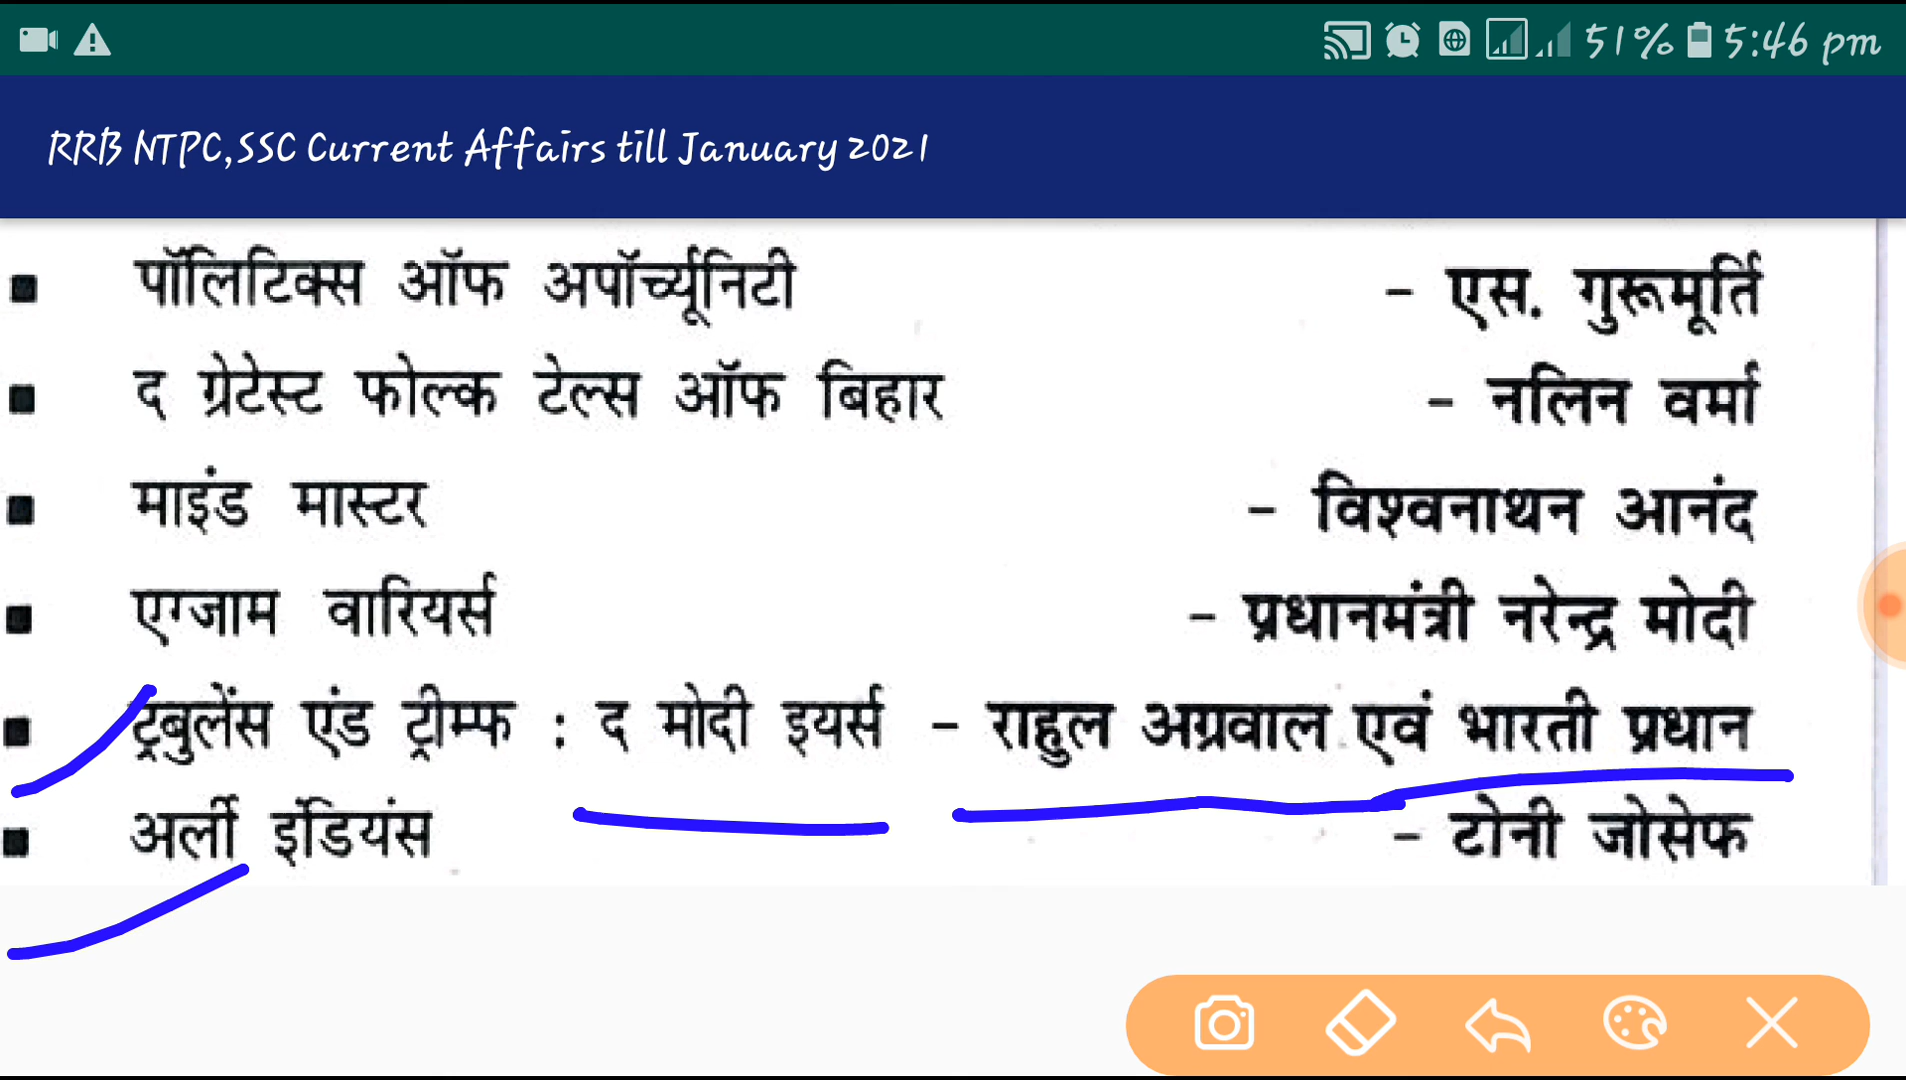 51% 5:46 pm
RRB NTPC,SSC Current Affairs till January 2021
▪ पॉलिटिक्स ऑफ अपॉर्च्यूनिटी - एस. गुरूमूर्ति
▪ द ग्रेटेस्ट फोल्क टेल्स ऑफ बिहार - नलिन वर्मा
▪ माइंड मास्टर - विश्वनाथन आनंद
▪ एग्जाम वारियर्स - प्रधानमंत्री नरेन्द्र मोदी
▪ ट्रबुलेंस एंड ट्रीम्फ : द मोदी इयर्स - राहुल अग्रवाल एवं भारती प्रधान
▪ अर्ली इंडियंस - टोनी जोसेफ